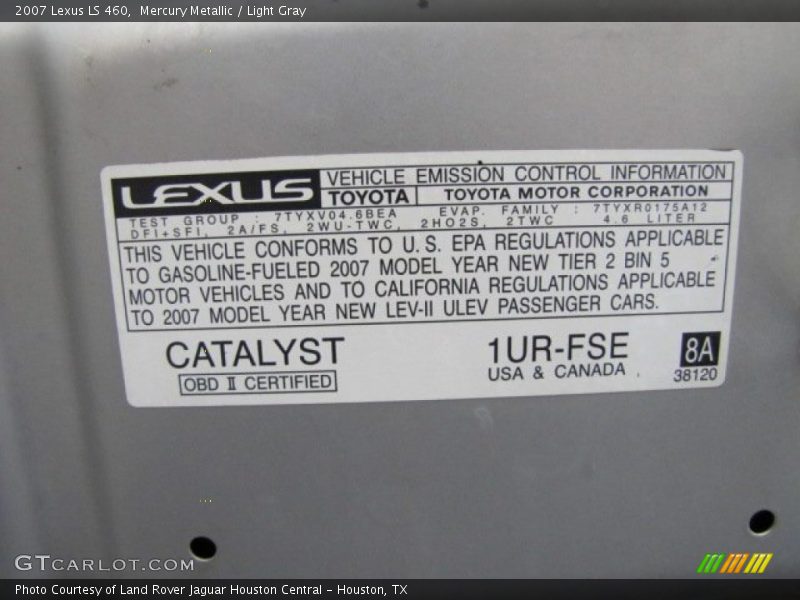 2007 Lexus LS 460, Mercury Metallic / Light Gray
LEXUS VEHICLE EMISSION CONTROL INFORMATION
TOYOTA TOYOTA MOTOR CORPORATION
TEST GROUP : 7TYXV04.6BEA EVAP. FAMILY : 7TYXR0175A12
DFI+SFI, 2A/FS, 2WU-TWC, 2HO2S, 2TWC 4.6 LITER
THIS VEHICLE CONFORMS TO U.S. EPA REGULATIONS APPLICABLE
TO GASOLINE-FUELED 2007 MODEL YEAR NEW TIER 2 BIN 5
MOTOR VEHICLES AND TO CALIFORNIA REGULATIONS APPLICABLE
TO 2007 MODEL YEAR NEW LEV-II ULEV PASSENGER CARS.
CATALYST 1UR-FSE 8A
OBD II CERTIFIED USA & CANADA 38120
GTCARLOT.COM
Photo Courtesy of Land Rover Jaguar Houston Central - Houston, TX